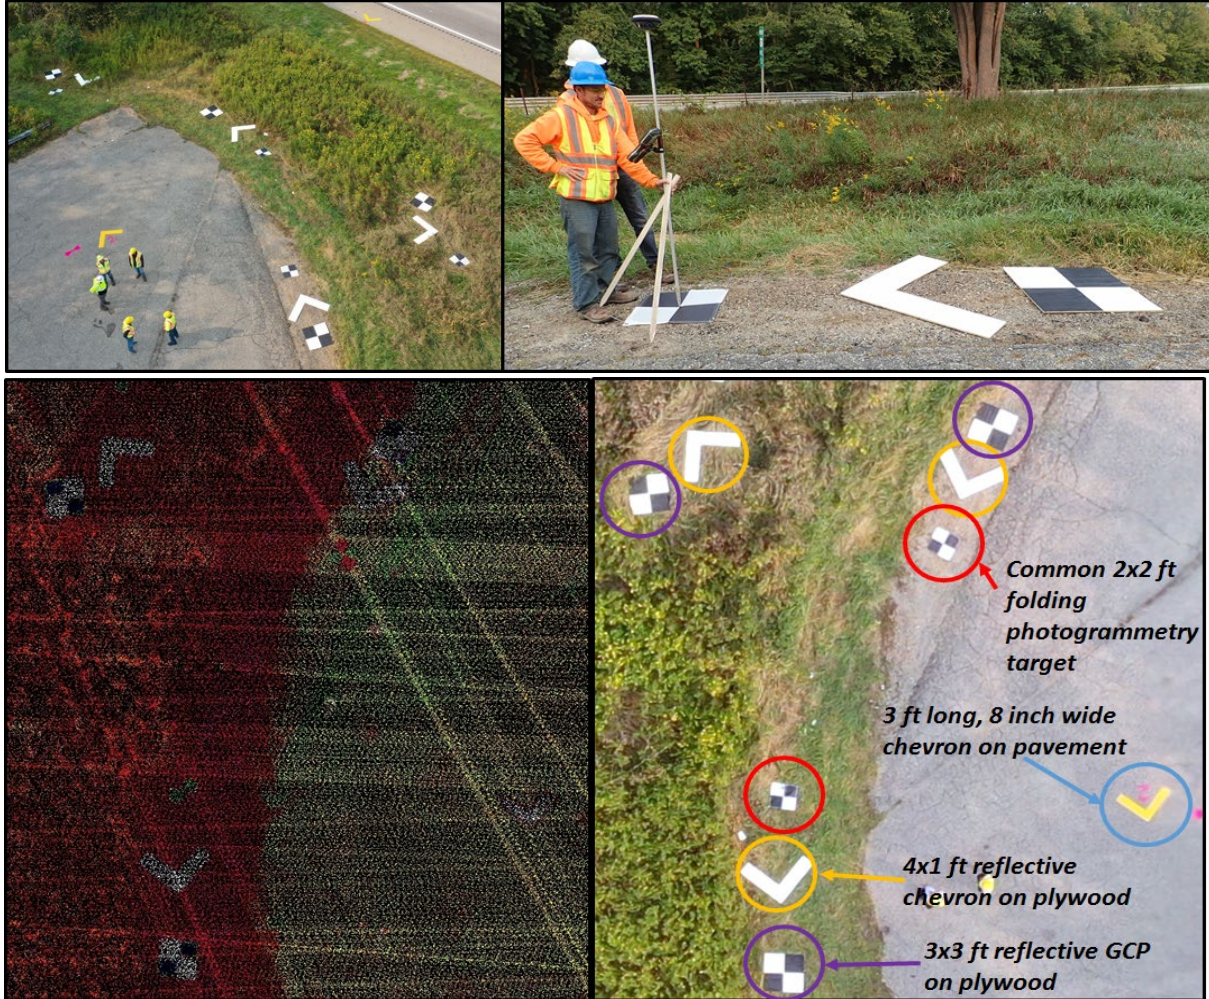 Common 2x2 ft
folding
photogrammetry
target
3 ft long, 8 inch wide
chevron on pavement
4x1 ft reflective
chevron on plywood
3x3 ft reflective GCP
on plywood